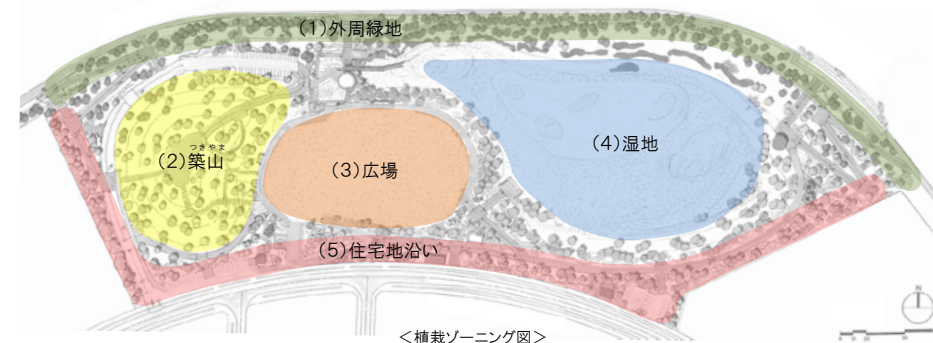 (1)外周緑地
つきやま
(2)築山
(3)広場
(4)湿地
(5)住宅地沿い
N
＜植栽ゾーニング図＞